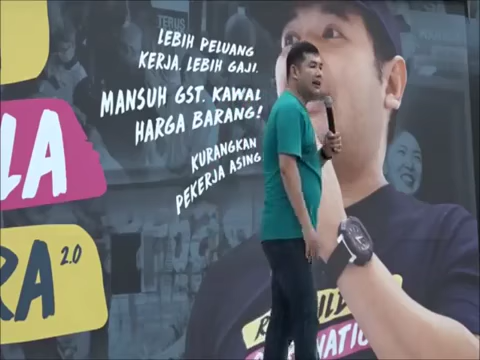 LEBIH PELUANG
KERJA. LEBIH GAJI.
MANSUH GST. KAWAL
HARGA BARANG!
KURANGKAN
PEKERJA ASING
LA
RA 2.0